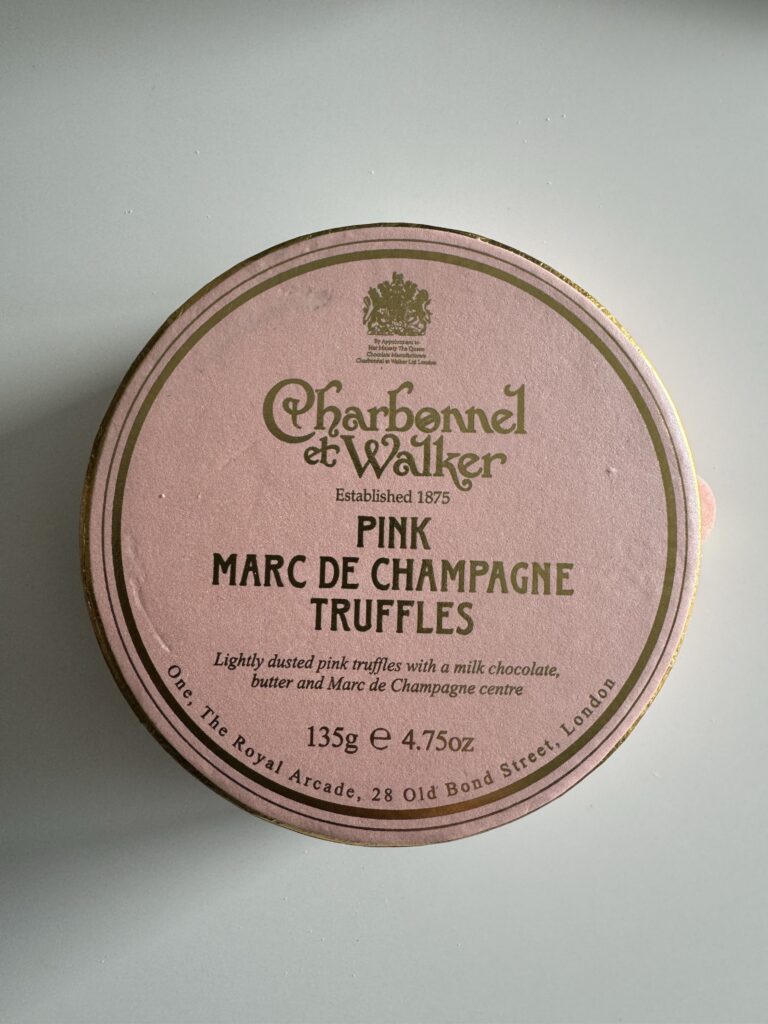 By Appointment to
Her Majesty The Queen
Chocolate Manufacturers
Charbonnel et Walker Ltd London
Charbonnel
et Walker
Established 1875
PINK
MARC DE CHAMPAGNE
TRUFFLES
Lightly dusted pink truffles with a milk chocolate,
butter and Marc de Champagne centre
135g ℮ 4.75oz
One, The Royal Arcade, 28 Old Bond Street, London